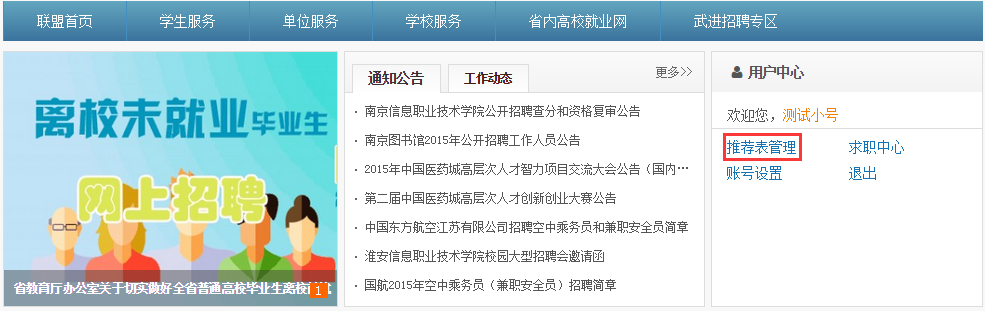 联盟首页 学生服务 单位服务 学校服务 省内高校就业网 武进招聘专区
离校未就业毕业生
网上招聘
省教育厅办公室关于切实做好全省普通高校毕业生离校
1
通知公告 工作动态 更多>>
· 南京信息职业技术学院公开招聘查分和资格复审公告
· 南京图书馆2015年公开招聘工作人员公告
· 2015年中国医药城高层次人才智力项目交流大会公告（国内…
· 第二届中国医药城高层次人才创新创业大赛公告
· 中国东方航空江苏有限公司招聘空中乘务员和兼职安全员简章
· 淮安信息职业技术学院校园大型招聘会邀请函
· 国航2015年空中乘务员（兼职安全员）招聘简章
用户中心
欢迎您，测试小号
推荐表管理 求职中心
账号设置 退出